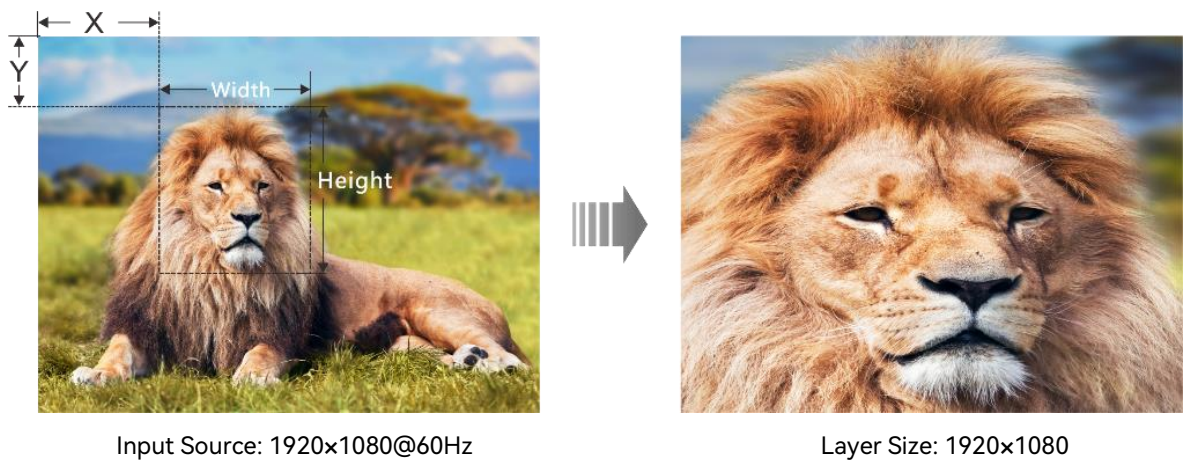 X
Y
Width
Height
Input Source: 1920×1080@60Hz
Layer Size: 1920×1080